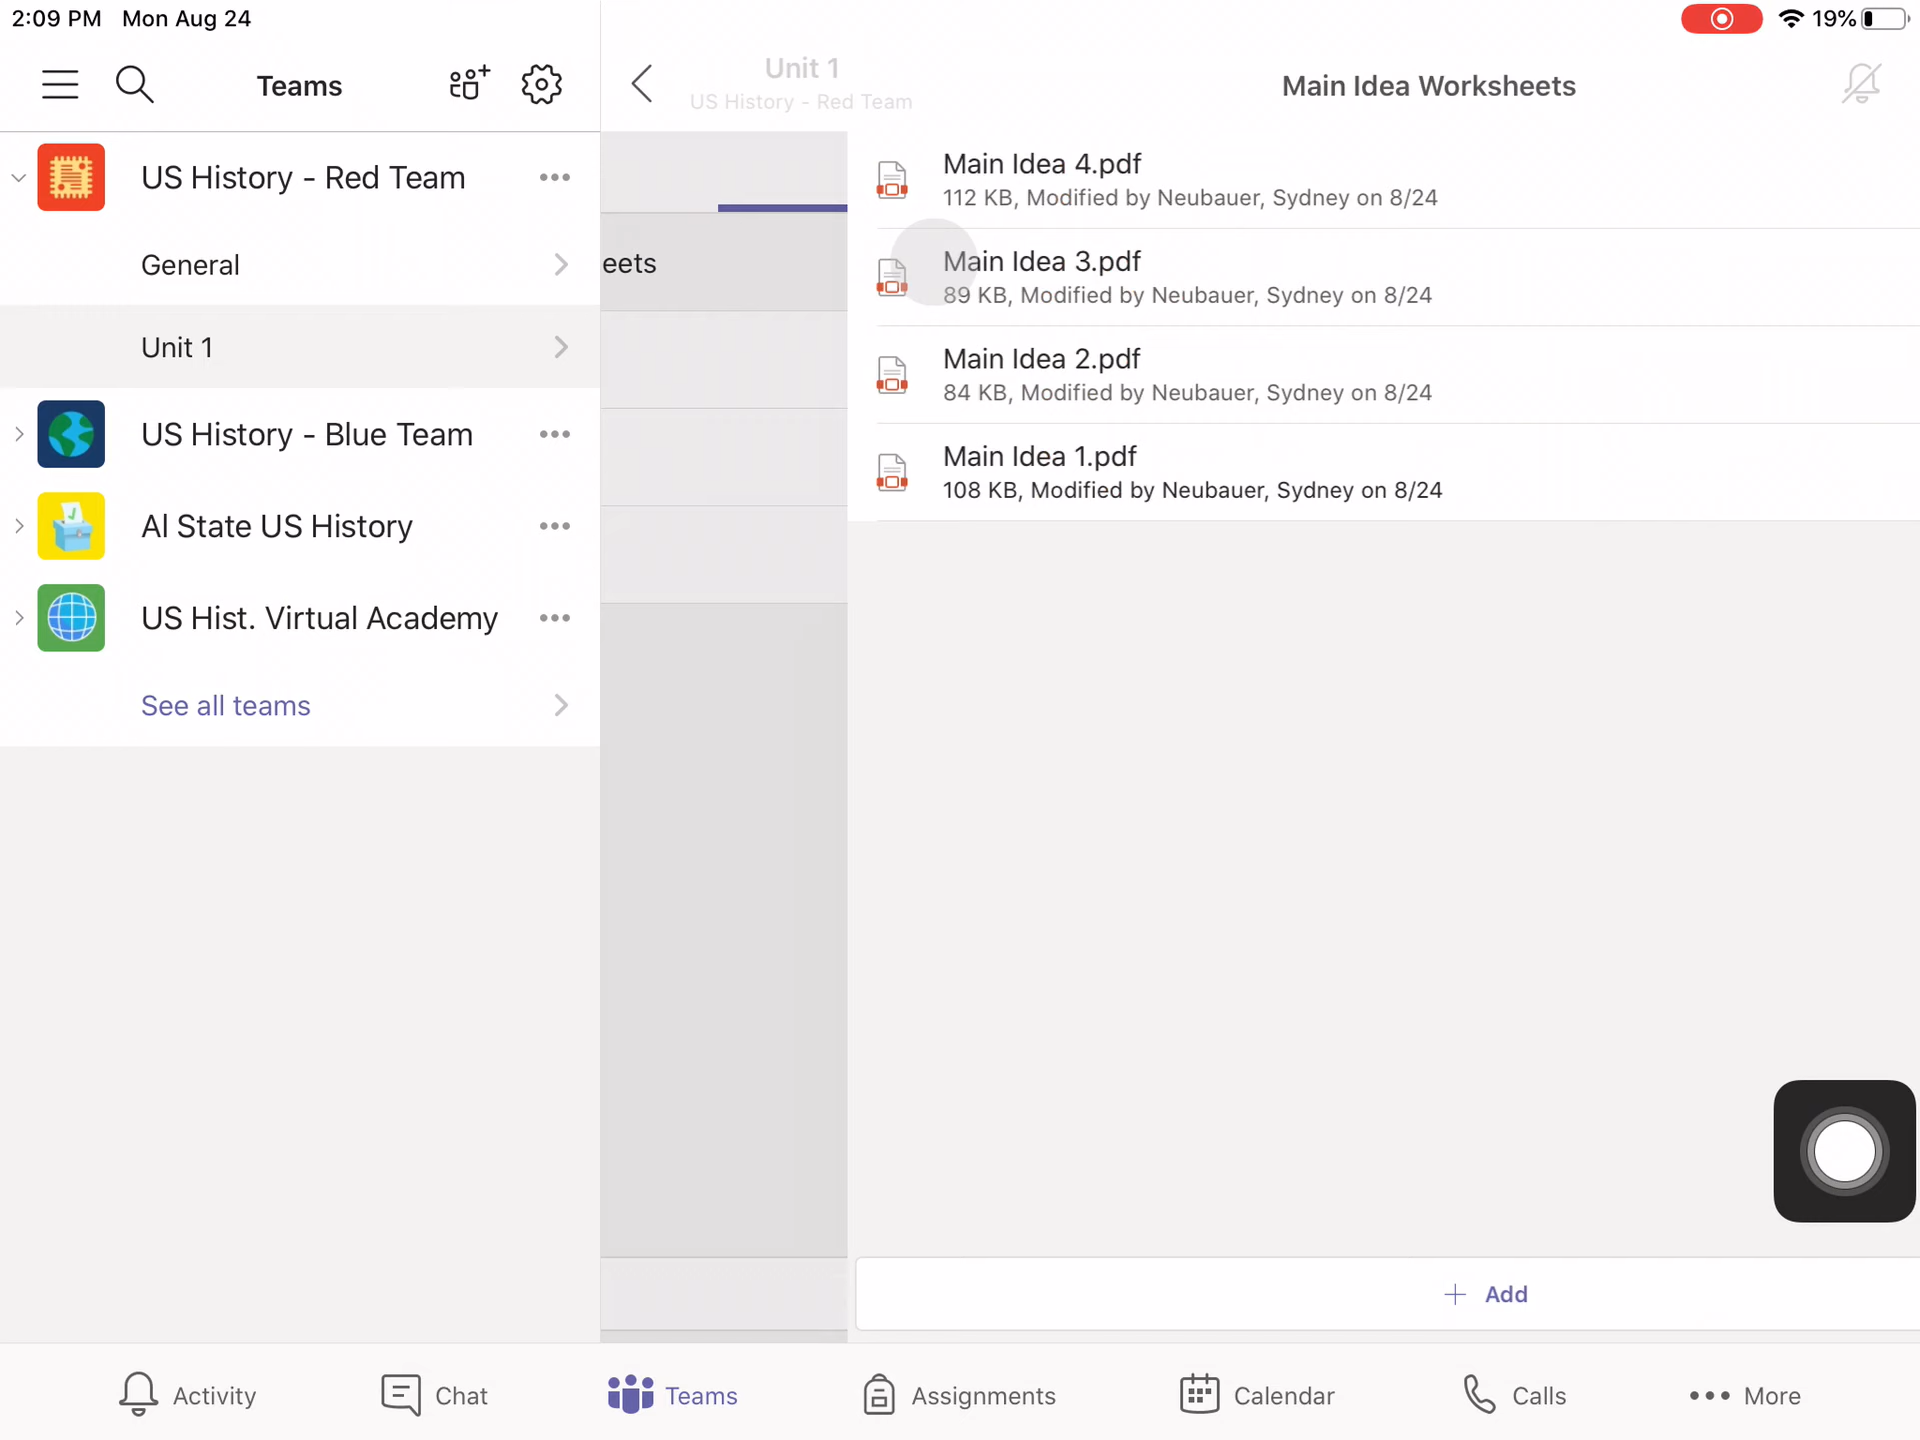 2:09 PM Mon Aug 24
19%
Teams
US History - Red Team
General
Unit 1
US History - Blue Team
Al State US History
US Hist. Virtual Academy
See all teams
Unit 1
US History - Red Team
Main Idea Worksheets
eets
Main Idea 4.pdf
112 KB, Modified by Neubauer, Sydney on 8/24
Main Idea 3.pdf
89 KB, Modified by Neubauer, Sydney on 8/24
Main Idea 2.pdf
84 KB, Modified by Neubauer, Sydney on 8/24
Main Idea 1.pdf
108 KB, Modified by Neubauer, Sydney on 8/24
Add
Activity
Chat
Teams
Assignments
Calendar
Calls
More